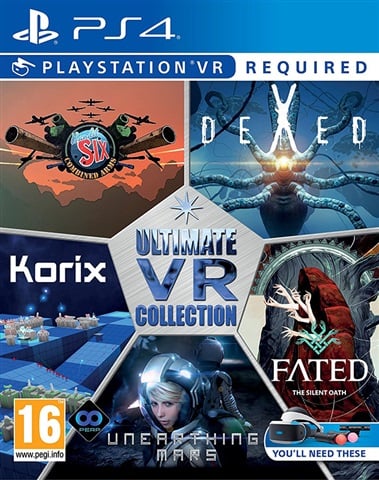 PS4
PLAYSTATION®VR REQUIRED
SIX
COMBINED ARMS
DEXED
ULTIMATE
VR
COLLECTION
Korix
FATED
THE SILENT OATH
16
www.pegi.info
PERP
UNEARTHING
MARS
YOU'LL NEED THESE